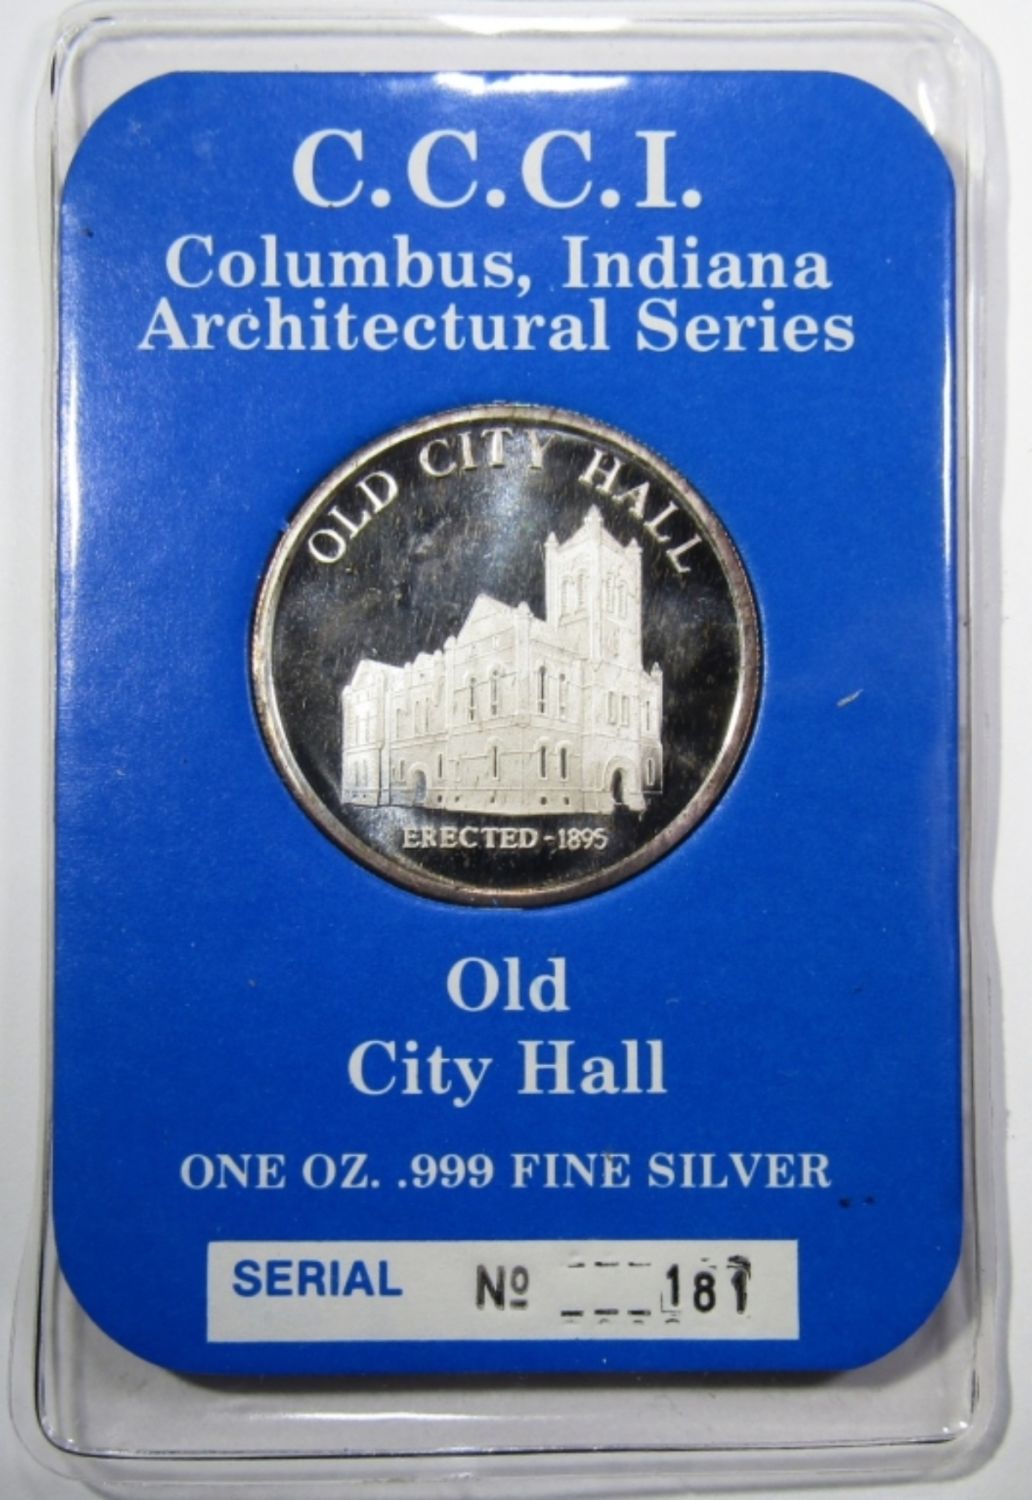 C.C.C.I.
Columbus, Indiana
Architectural Series
OLD CITY HALL
ERECTED-1895
Old
City Hall
ONE OZ. .999 FINE SILVER
SERIAL № 181